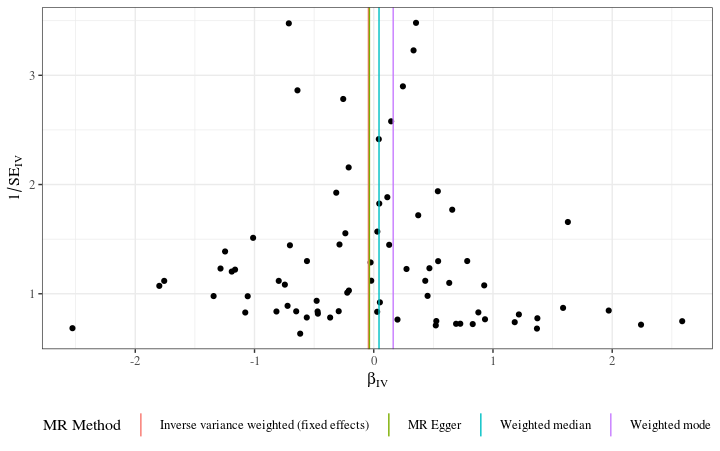 3
2
1
1/SE_IV
-2 -1 0 1 2
β_IV
MR Method Inverse variance weighted (fixed effects) MR Egger Weighted median Weighted mode